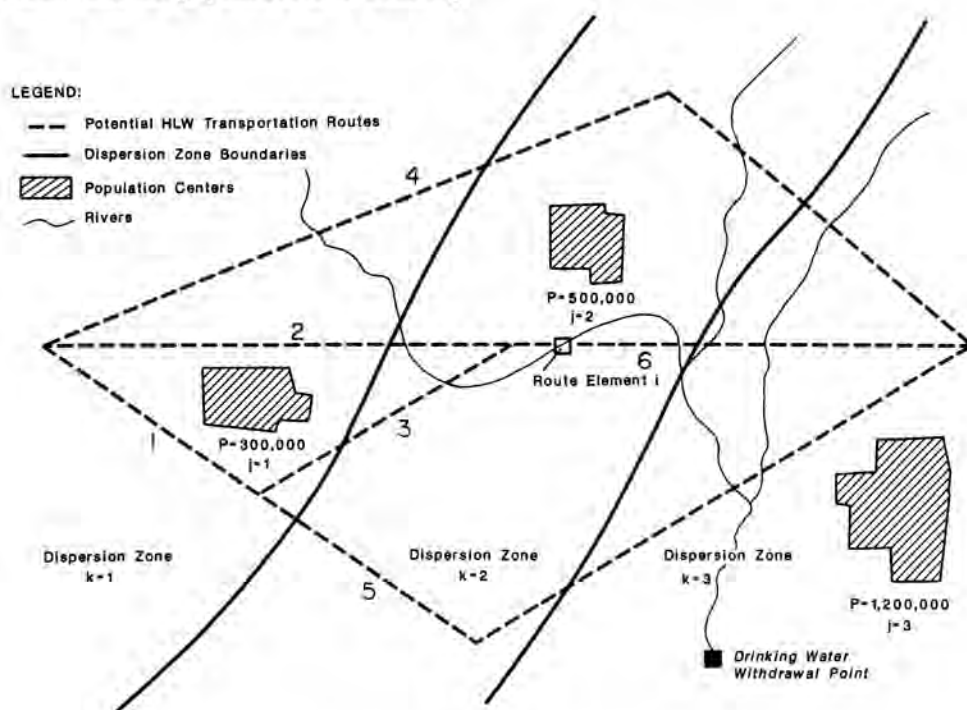 LEGEND:
Potential HLW Transportation Routes
Dispersion Zone Boundaries
Population Centers
Rivers
4
P=500,000
j=2
2
6
Route Element i
3
P=300,000
j=1
1
Dispersion Zone
k=1
Dispersion Zone
k=2
Dispersion Zone
k=3
5
P=1,200,000
j=3
Drinking Water
Withdrawal Point